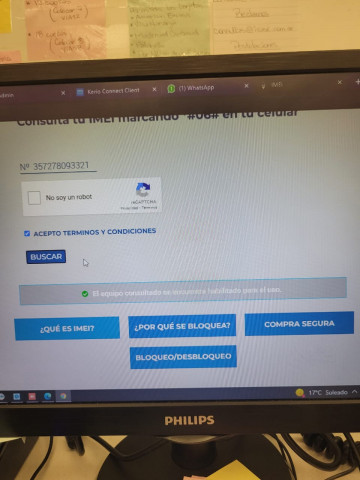 Kerio Connect Client
(1) WhatsApp
Consulta tu IMEI marcando *#06# en tu celular
Nº 357278093321
No soy un robot
reCAPTCHA
Privacidad - Términos
ACEPTO TERMINOS Y CONDICIONES
BUSCAR
El equipo consultado se encuentra habilitado para el uso.
¿QUÉ ES IMEI?
¿POR QUÉ SE BLOQUEA?
COMPRA SEGURA
BLOQUEO/DESBLOQUEO
17°C Soleado
PHILIPS